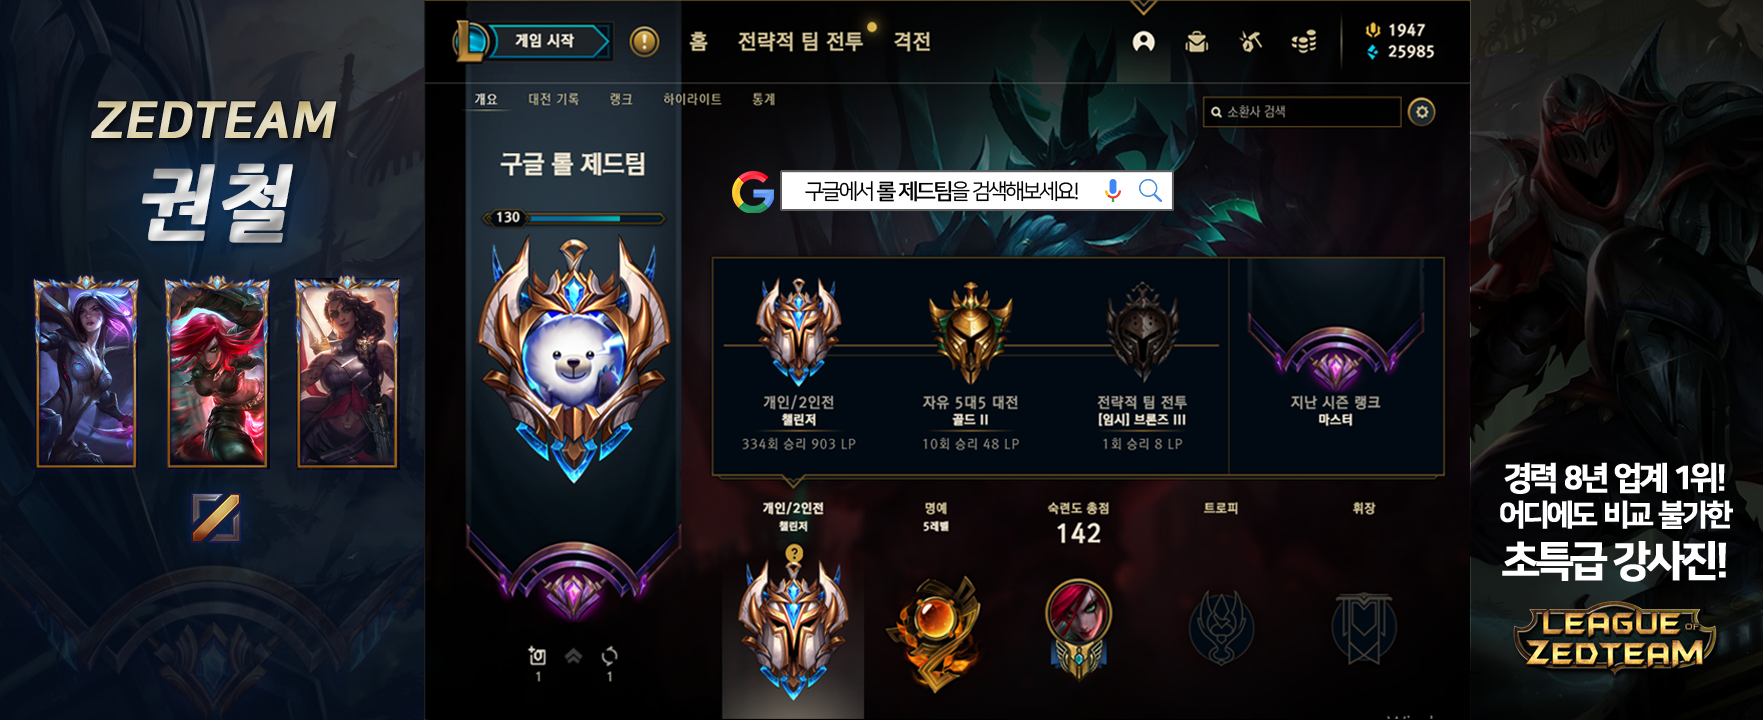 ZEDTEAM
권철
게임 시작
홈
전략적 팀 전투
격전
1947
25985
개요
대전 기록
랭크
하이라이트
통계
소환사 검색
구글 롤 제드팀
130
구글에서 롤 제드팀을 검색해보세요!
개인/2인전
챌린저
334회 승리 903 LP
자유 5대5 대전
골드 II
10회 승리 48 LP
전략적 팀 전투
[임시] 브론즈 III
1회 승리 8 LP
지난 시즌 랭크
마스터
개인/2인전
챌린저
명예
5레벨
숙련도 총점
142
트로피
휘장
1
1
경력 8년 업계 1위!
어디에도 비교 불가한
초특급 강사진!
LEAGUE OF
ZEDTEAM